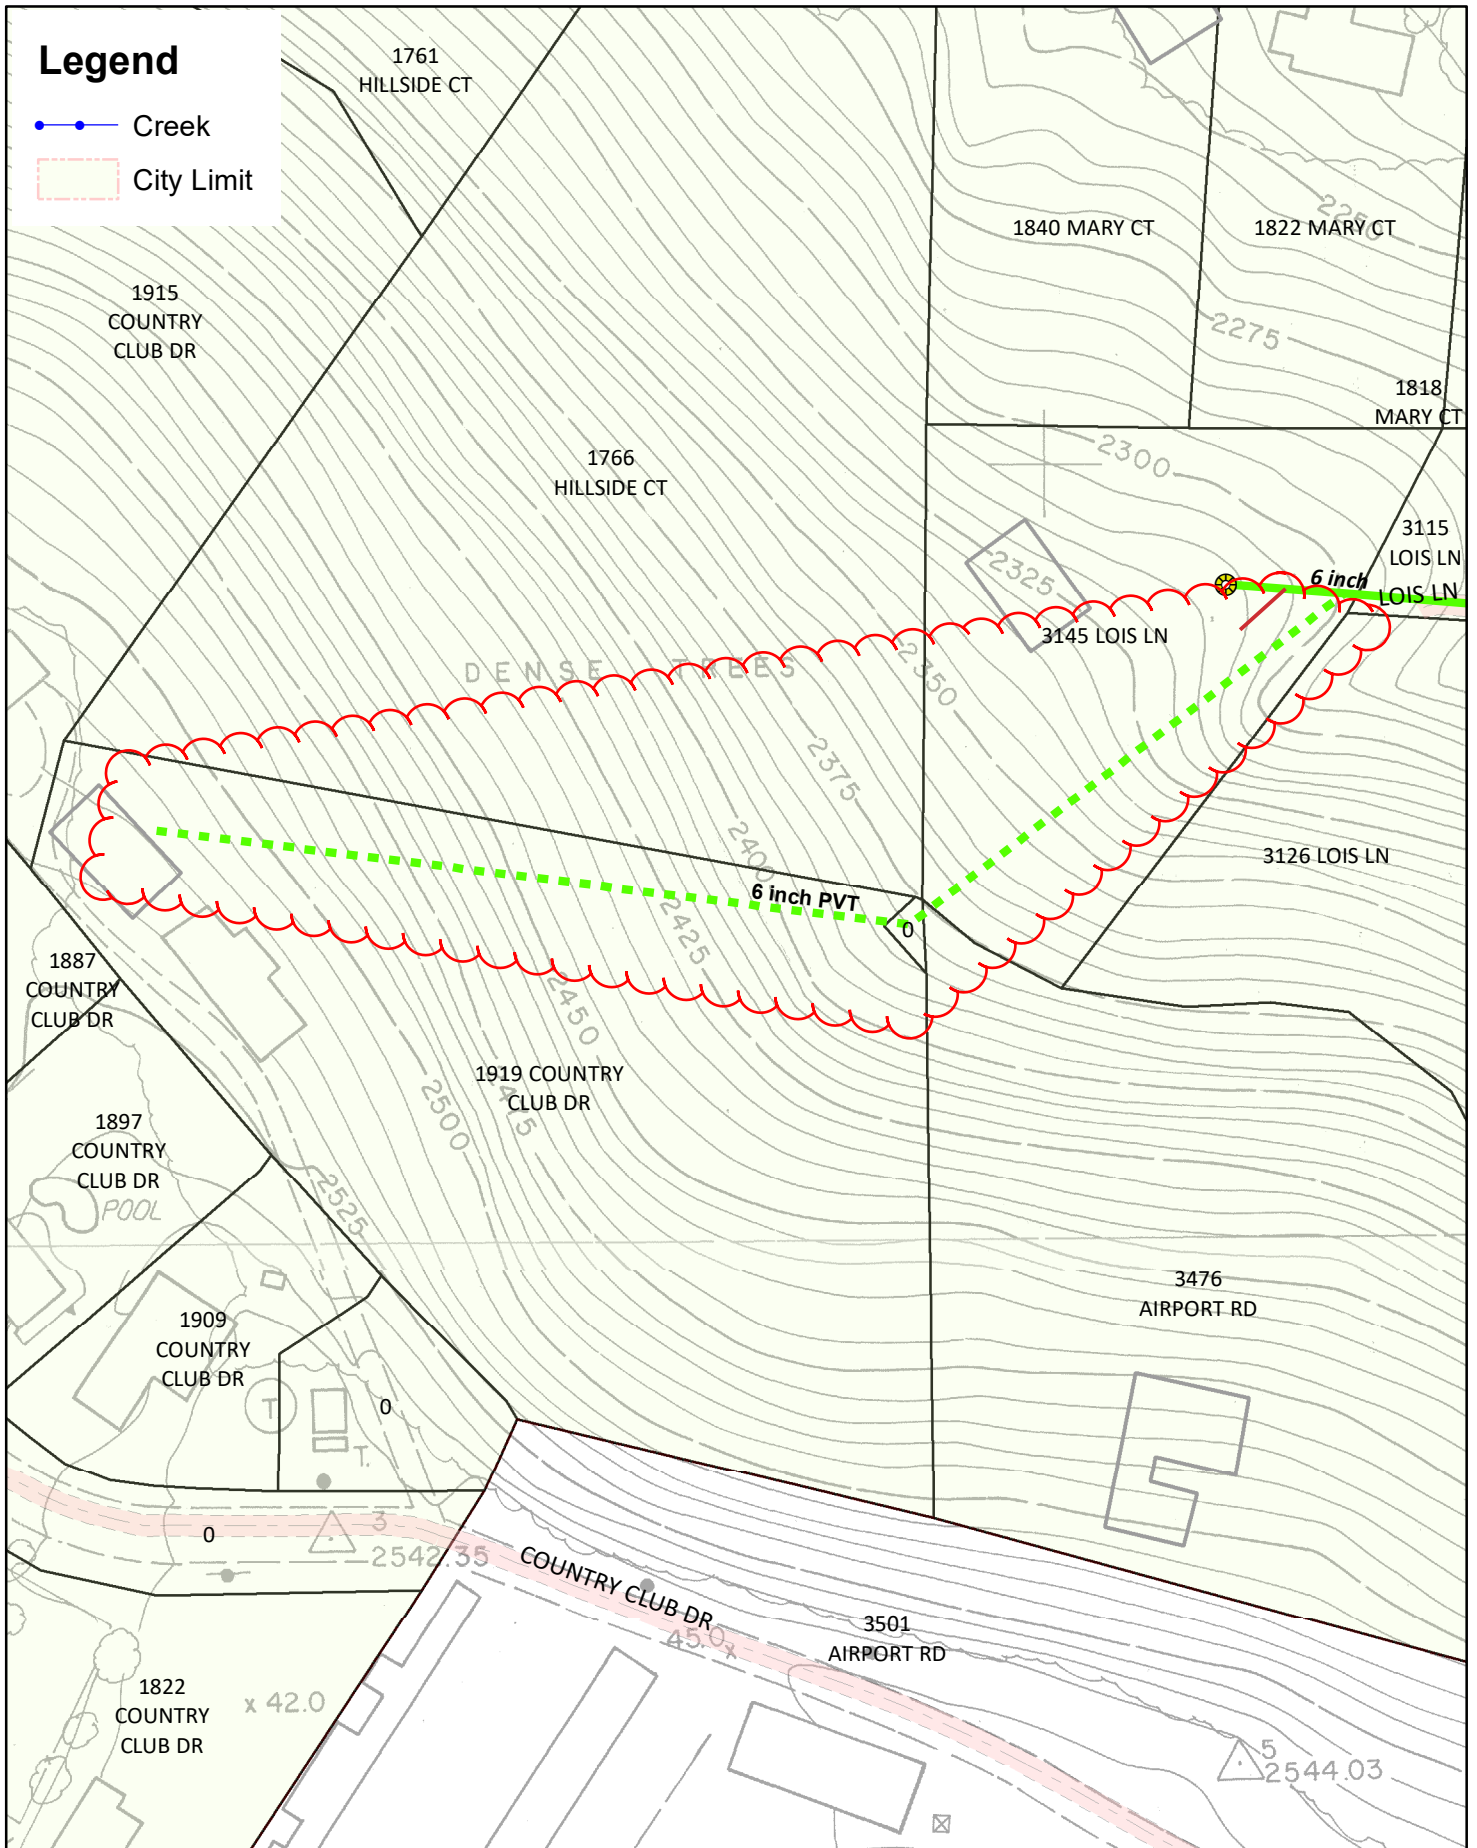 Legend
Creek
City Limit
1761
HILLSIDE CT
1915
COUNTRY
CLUB DR
1840 MARY CT
2250
1822 MARY CT
2275
1818
MARY CT
2300
1766
HILLSIDE CT
3115
LOIS LN
2325
6 inch
LOIS LN
3145 LOIS LN
DENSE TREES
2350
2375
2400
3126 LOIS LN
6 inch PVT
0
2425
1887
COUNTRY
CLUB DR
2450
1919 COUNTRY
CLUB DR
2475
2500
1897
COUNTRY
CLUB DR
POOL
2525
3476
AIRPORT RD
1909
COUNTRY
CLUB DR
T
0
T.
3
0
2542.35
COUNTRY CLUB DR
45.0x
3501
AIRPORT RD
1822
COUNTRY
CLUB DR
x 42.0
5
2544.03